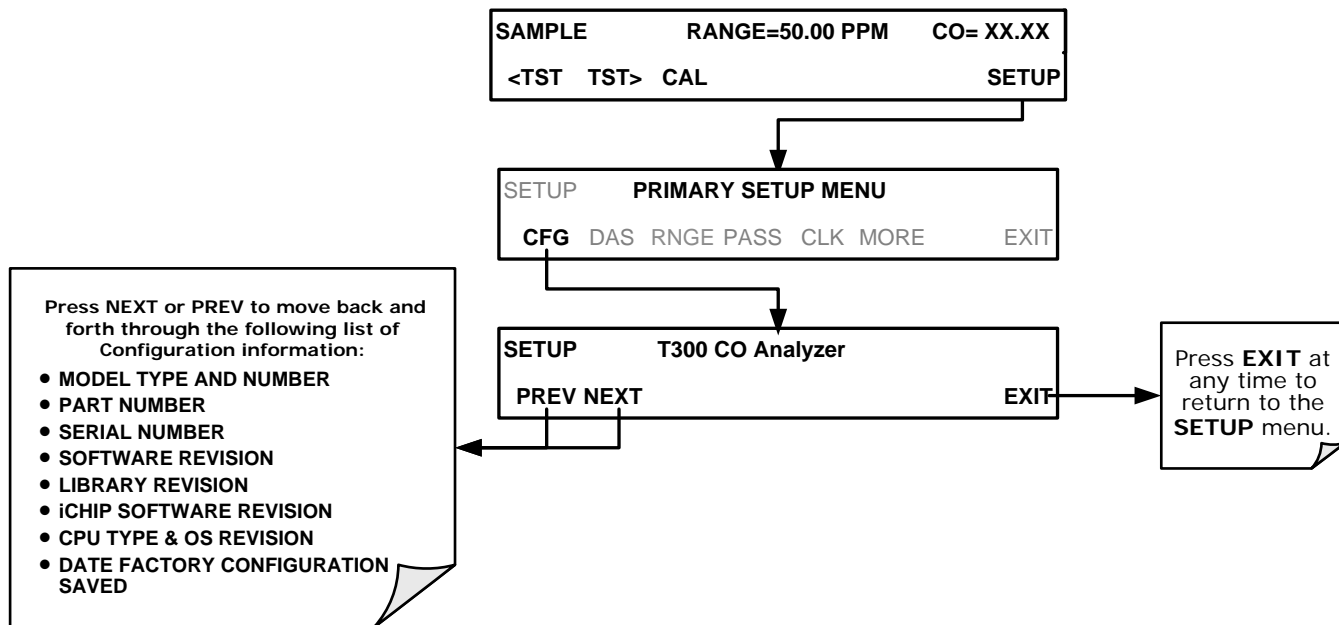 SAMPLE RANGE=50.00 PPM CO= XX.XX
<TST TST> CAL SETUP
SETUP PRIMARY SETUP MENU
CFG DAS RNGE PASS CLK MORE EXIT
SETUP T300 CO Analyzer
PREV NEXT EXIT
Press NEXT or PREV to move back and
forth through the following list of
Configuration information:
● MODEL TYPE AND NUMBER
● PART NUMBER
● SERIAL NUMBER
● SOFTWARE REVISION
● LIBRARY REVISION
● iCHIP SOFTWARE REVISION
● CPU TYPE & OS REVISION
● DATE FACTORY CONFIGURATION
SAVED
Press EXIT at
any time to
return to the
SETUP menu.